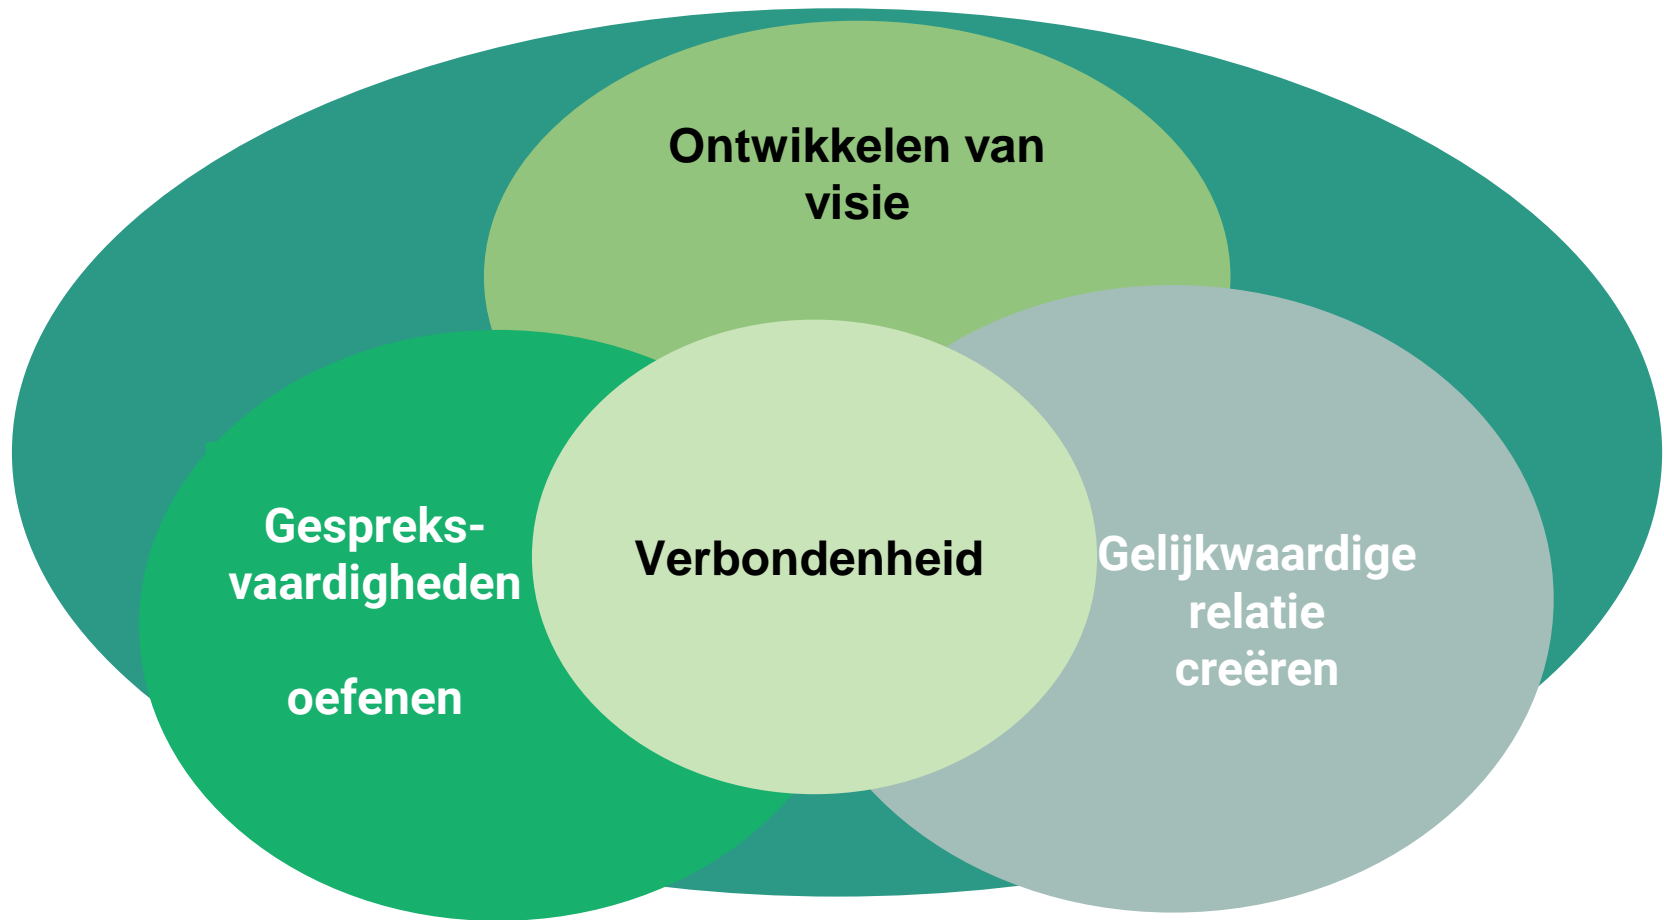 Ontwikkelen van
visie
Gespreks-
vaardigheden
oefenen
Verbondenheid
Gelijkwaardige
relatie
creëren